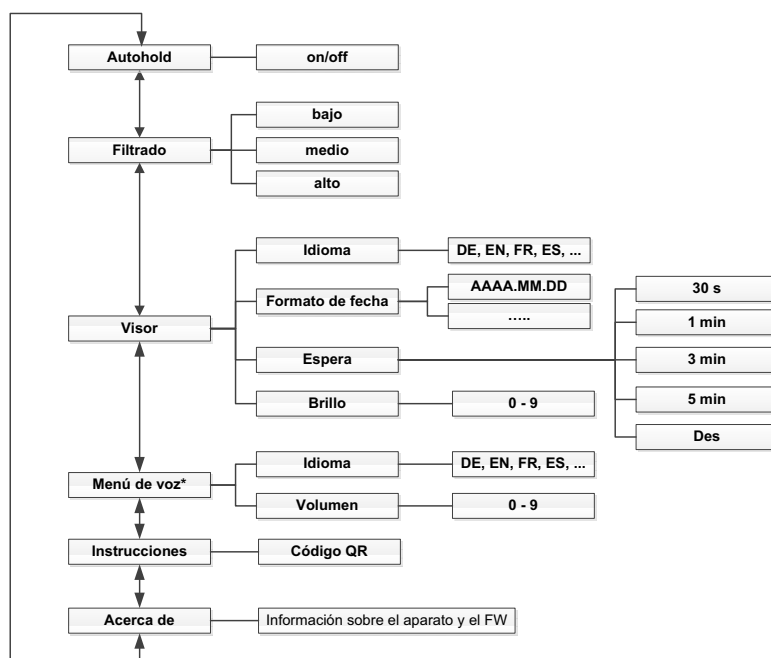 Autohold
on/off
Filtrado
bajo
medio
alto
Visor
Idioma
DE, EN, FR, ES, ...
Formato de fecha
AAAA.MM.DD
.....
Espera
30 s
1 min
3 min
5 min
Des
Brillo
0 - 9
Menú de voz*
Idioma
DE, EN, FR, ES, ...
Volumen
0 - 9
Instrucciones
Código QR
Acerca de
Información sobre el aparato y el FW